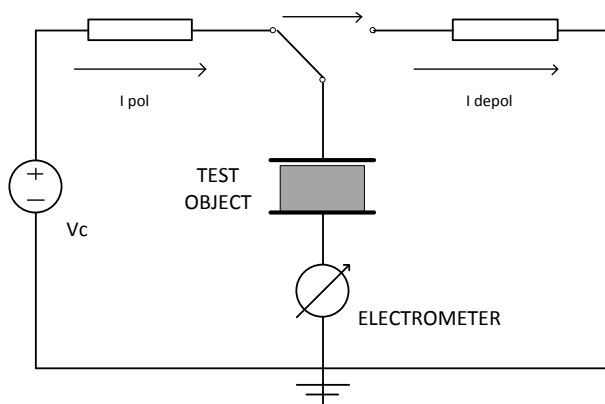 I pol
I depol
TEST
OBJECT
Vc
ELECTROMETER